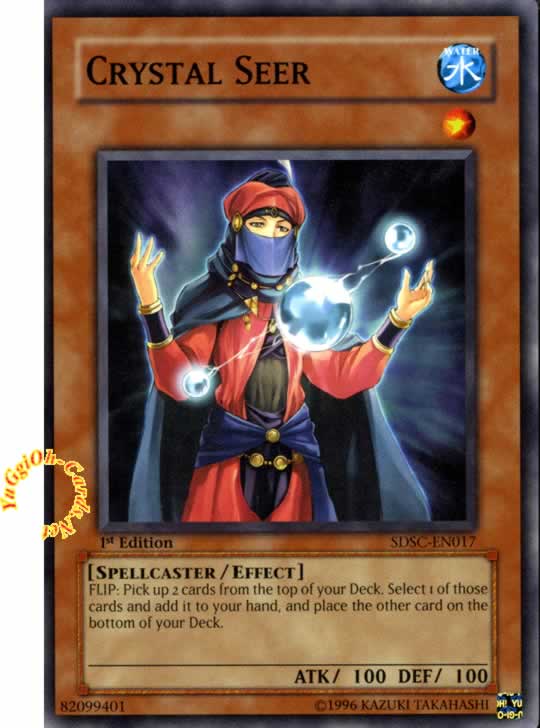 CRYSTAL SEER
WATER
水
1st Edition
SDSC-EN017
[SPELLCASTER / EFFECT]
FLIP: Pick up 2 cards from the top of your Deck. Select 1 of those
cards and add it to your hand, and place the other card on the
bottom of your Deck.
ATK/ 100 DEF/ 100
82099401
©1996 KAZUKI TAKAHASHI
YuGgiOh-Cards.Net